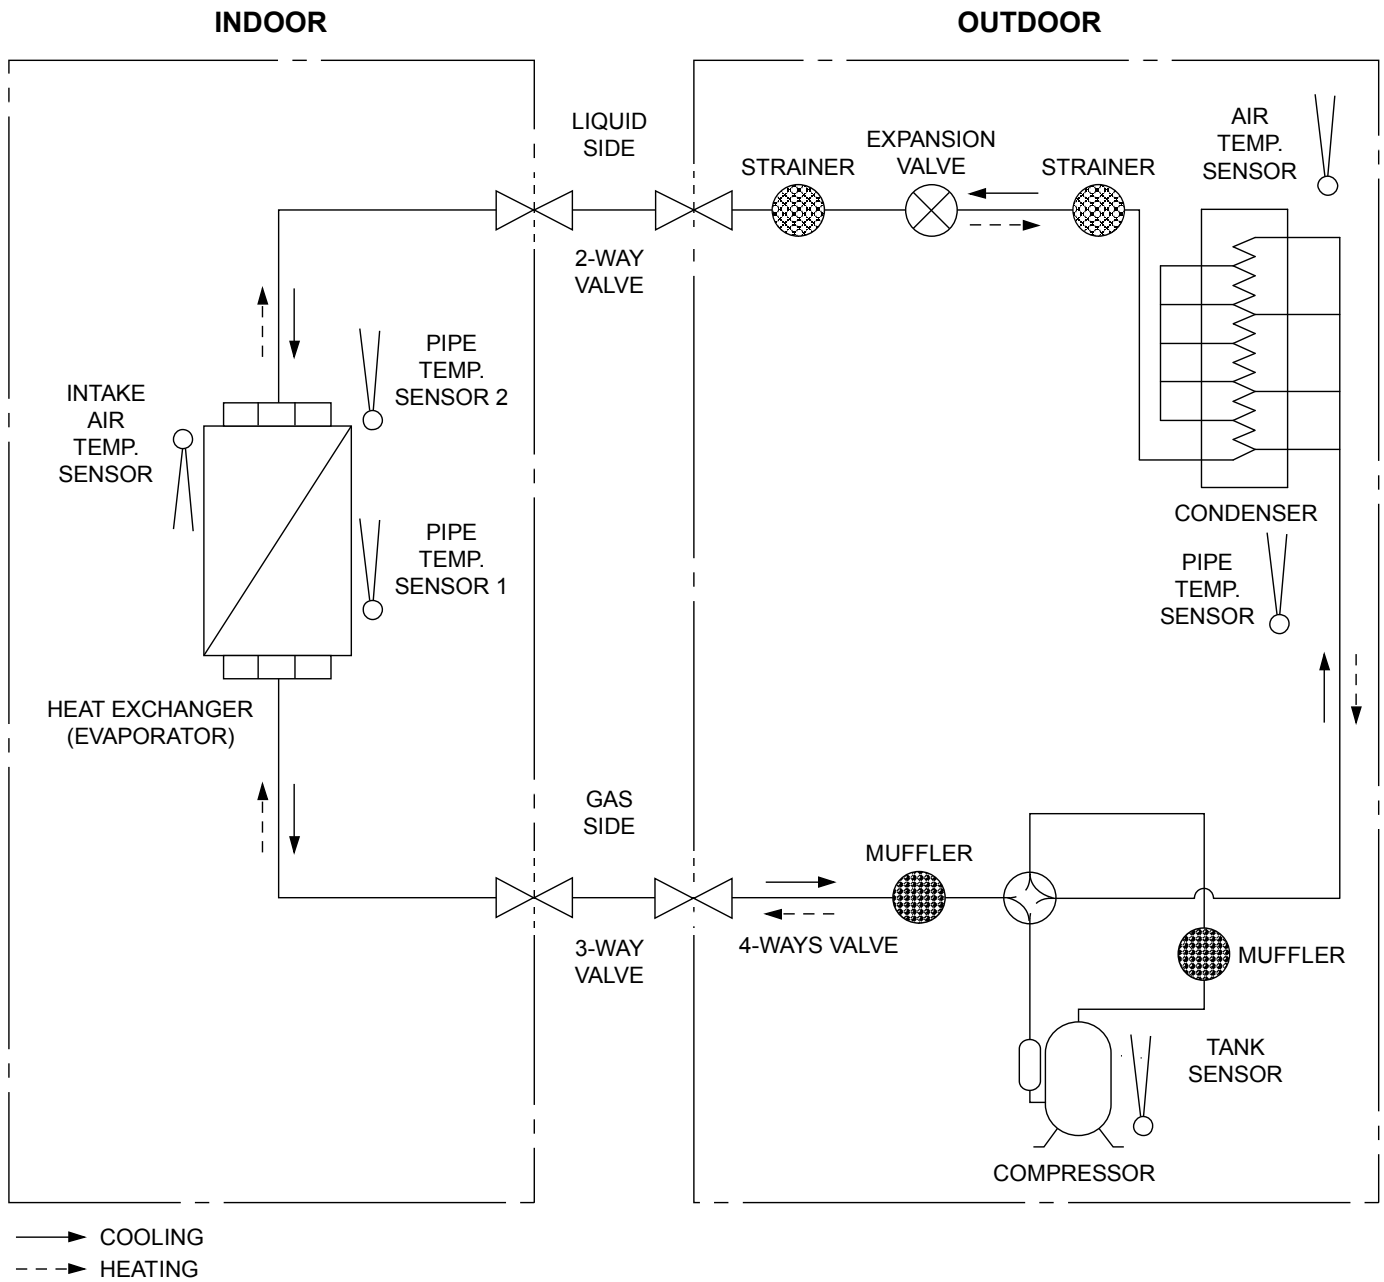 INDOOR
OUTDOOR
LIQUID
SIDE
2-WAY
VALVE
STRAINER
EXPANSION
VALVE
STRAINER
AIR
TEMP.
SENSOR
PIPE
TEMP.
SENSOR 2
INTAKE
AIR
TEMP.
SENSOR
PIPE
TEMP.
SENSOR 1
CONDENSER
PIPE
TEMP.
SENSOR
HEAT EXCHANGER
(EVAPORATOR)
GAS
SIDE
3-WAY
VALVE
MUFFLER
4-WAYS VALVE
MUFFLER
TANK
SENSOR
COMPRESSOR
COOLING
HEATING